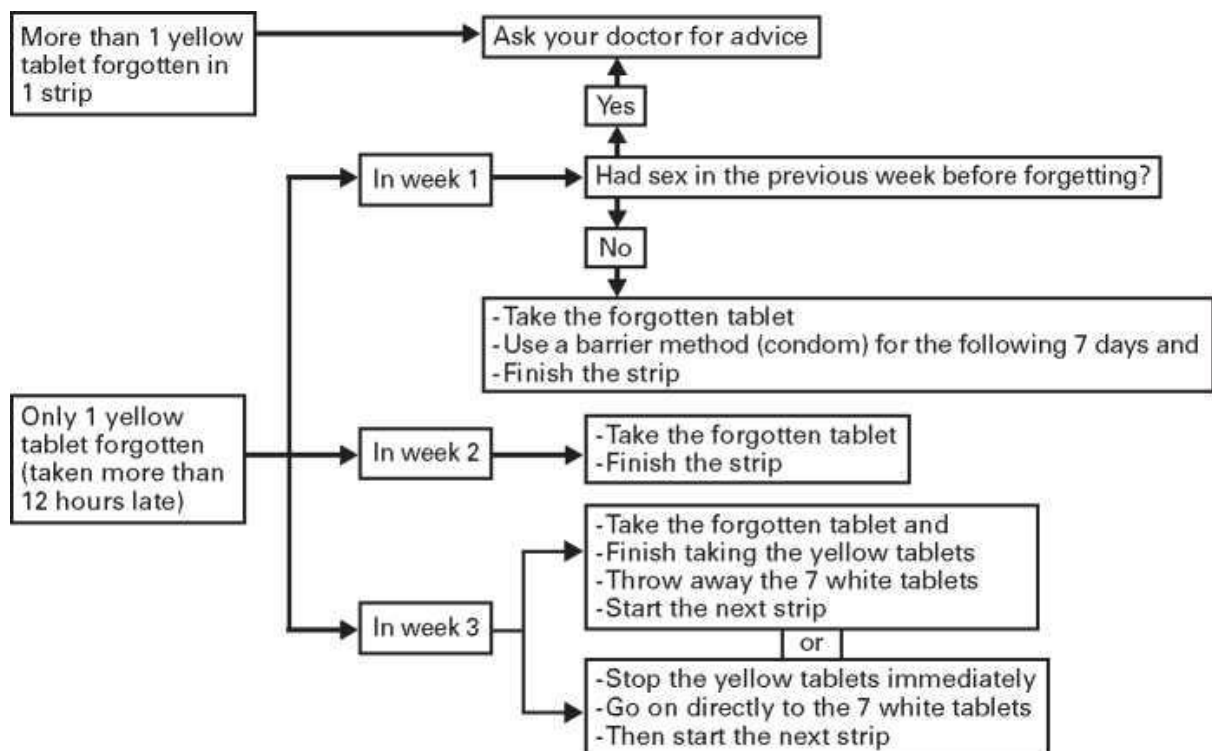 More than 1 yellow
tablet forgotten in
1 strip
Ask your doctor for advice
Yes
In week 1
Had sex in the previous week before forgetting?
No
-Take the forgotten tablet
-Use a barrier method (condom) for the following 7 days and
-Finish the strip
Only 1 yellow
tablet forgotten
(taken more than
12 hours late)
In week 2
-Take the forgotten tablet
-Finish the strip
In week 3
-Take the forgotten tablet and
-Finish taking the yellow tablets
-Throw away the 7 white tablets
-Start the next strip
or
-Stop the yellow tablets immediately
-Go on directly to the 7 white tablets
-Then start the next strip